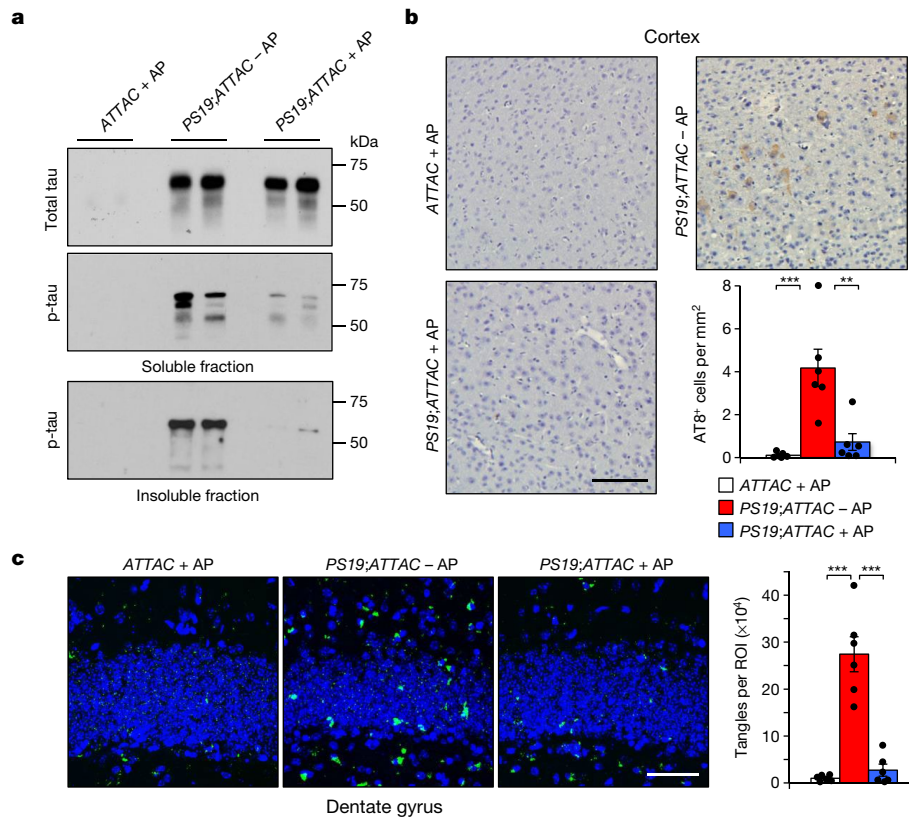 a
ATTAC + AP
PS19;ATTAC – AP
PS19;ATTAC + AP
kDa
Total tau
75
50
p-tau
75
50
Soluble fraction
p-tau
75
50
Insoluble fraction
b
Cortex
ATTAC + AP
PS19;ATTAC – AP
PS19;ATTAC + AP
AT8+ cells per mm2
8
6
4
2
0
***
**
ATTAC + AP
PS19;ATTAC – AP
PS19;ATTAC + AP
c
ATTAC + AP
PS19;ATTAC – AP
PS19;ATTAC + AP
Dentate gyrus
Tangles per ROI (×10⁴)
40
30
20
10
0
***
***